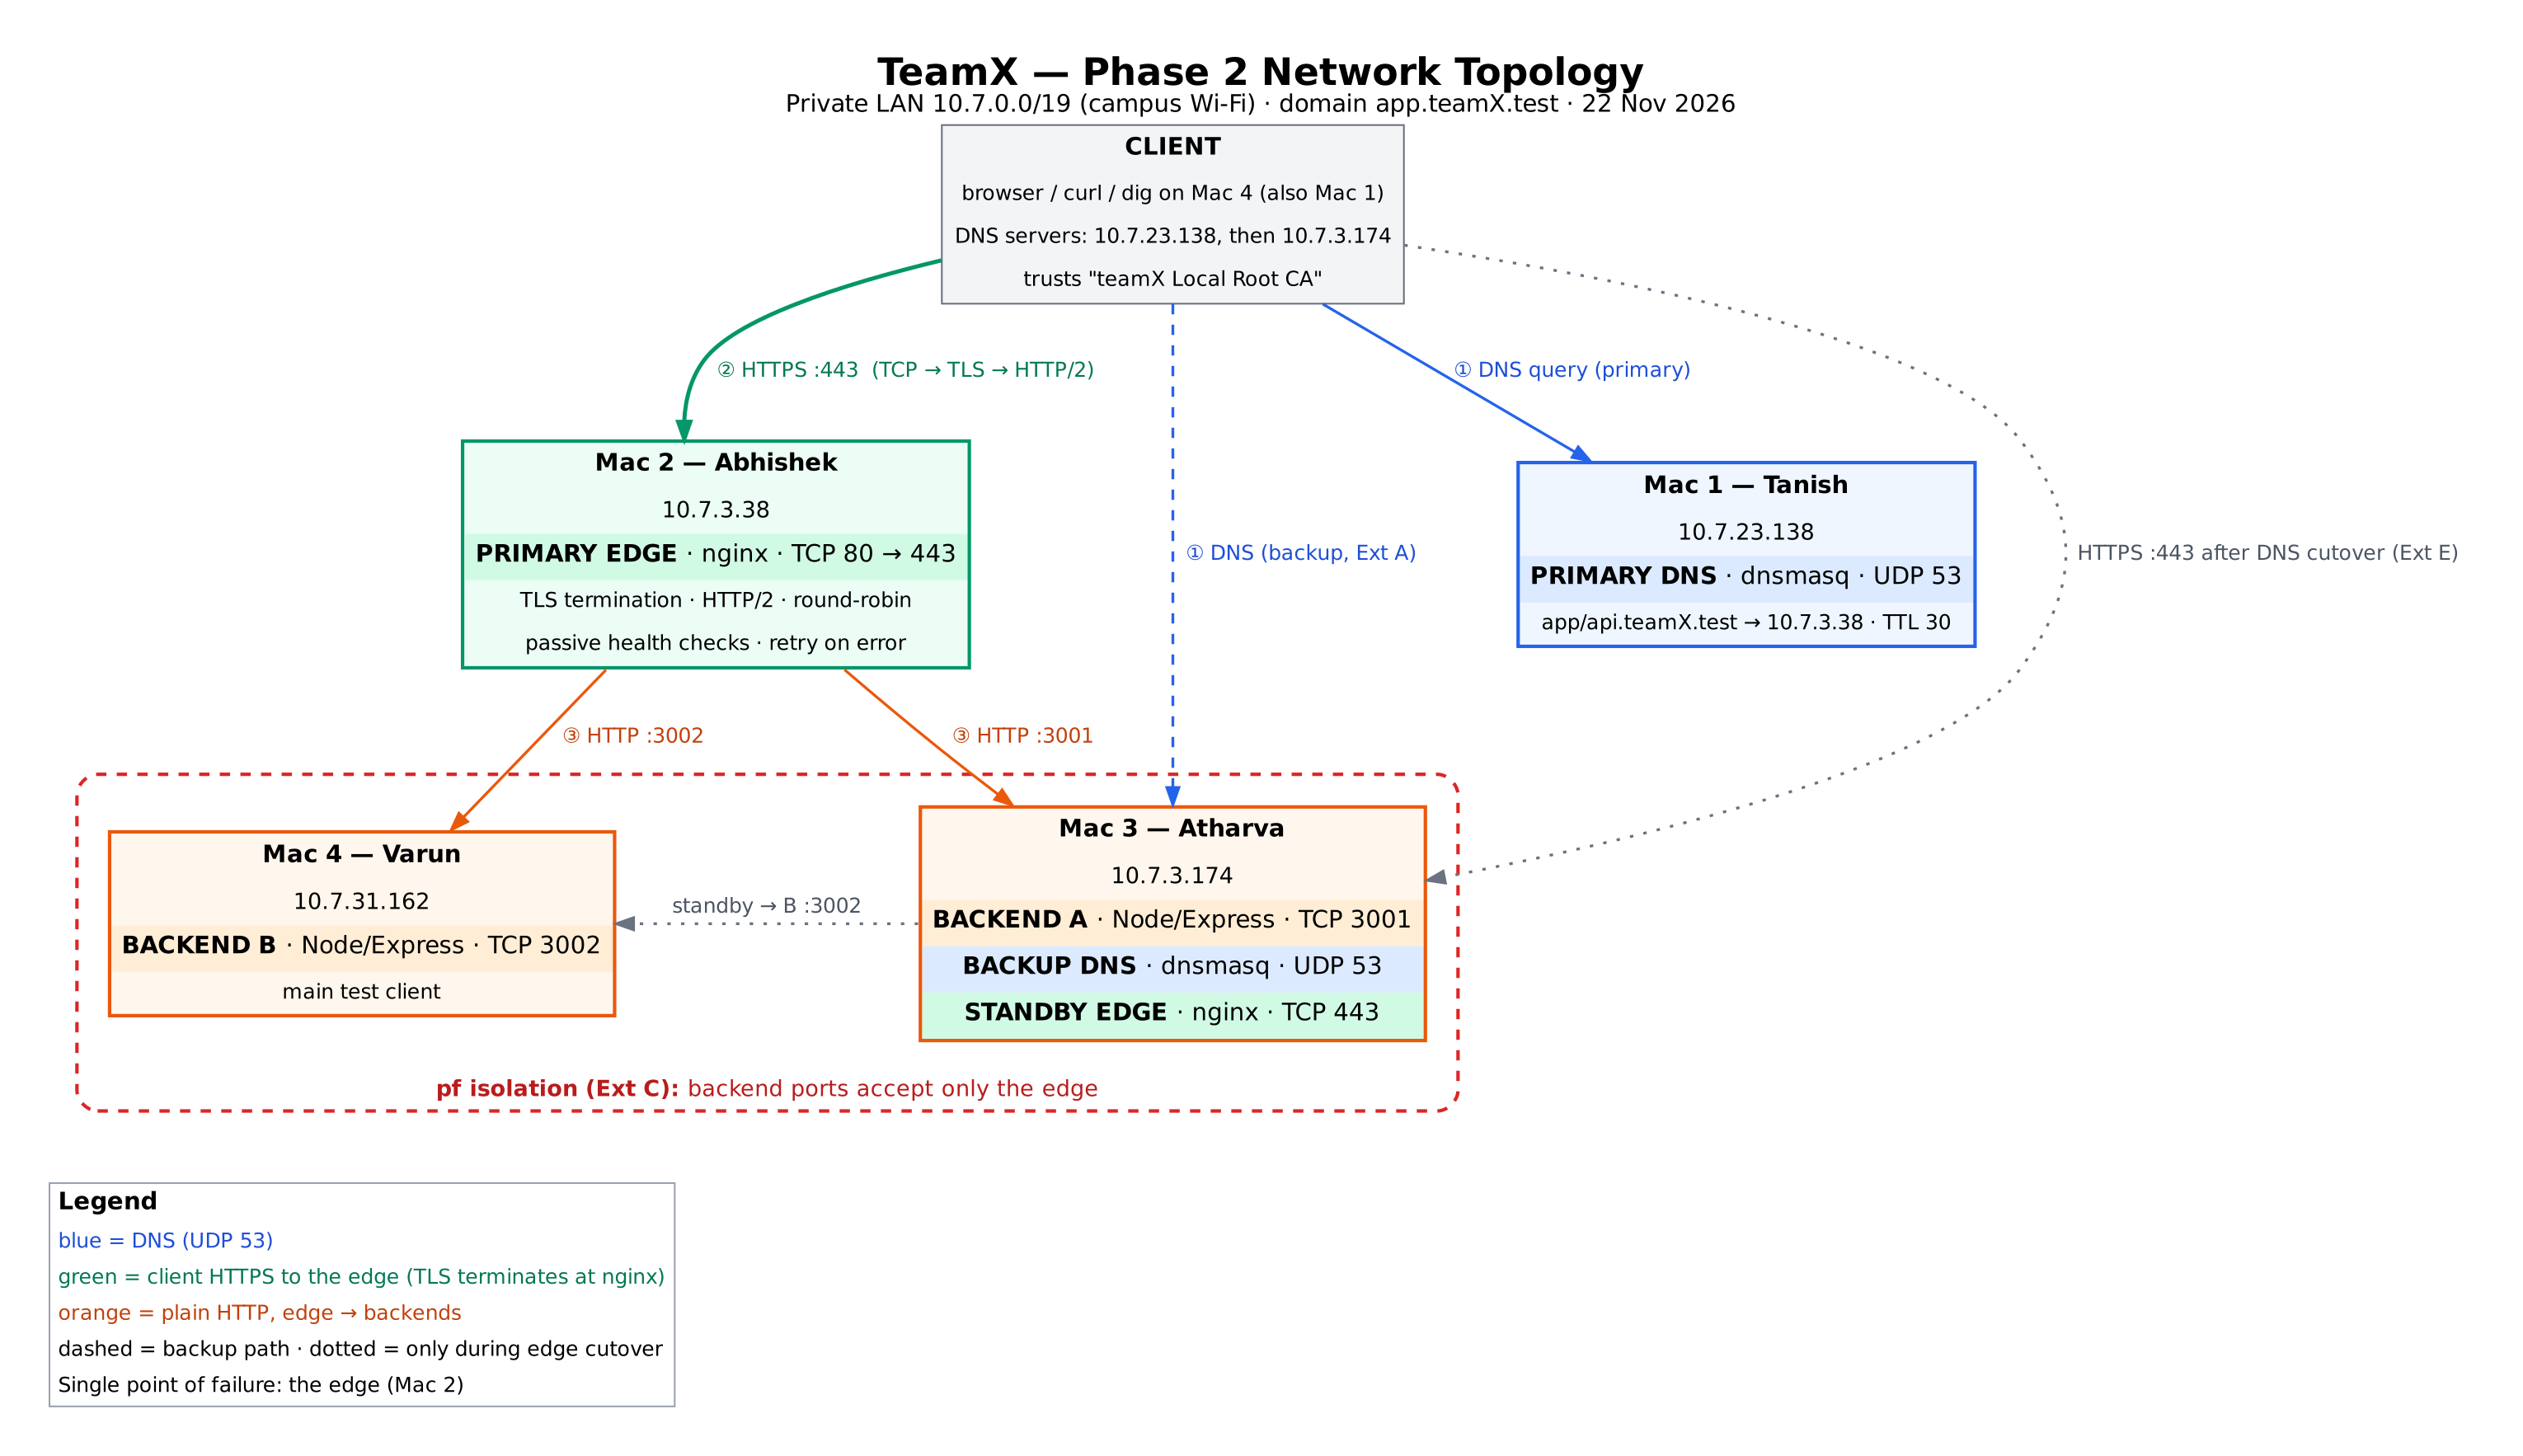 TeamX — Phase 2 Network Topology
Private LAN 10.7.0.0/19 (campus Wi-Fi) · domain app.teamX.test · 22 Nov 2026
CLIENT
browser / curl / dig on Mac 4 (also Mac 1)
DNS servers: 10.7.23.138, then 10.7.3.174
trusts "teamX Local Root CA"
② HTTPS :443 (TCP → TLS → HTTP/2)
① DNS query (primary)
Mac 2 — Abhishek
10.7.3.38
PRIMARY EDGE · nginx · TCP 80 → 443
TLS termination · HTTP/2 · round-robin
passive health checks · retry on error
① DNS (backup, Ext A)
Mac 1 — Tanish
10.7.23.138
PRIMARY DNS · dnsmasq · UDP 53
app/api.teamX.test → 10.7.3.38 · TTL 30
HTTPS :443 after DNS cutover (Ext E)
③ HTTP :3002
③ HTTP :3001
Mac 4 — Varun
10.7.31.162
BACKEND B · Node/Express · TCP 3002
main test client
standby → B :3002
Mac 3 — Atharva
10.7.3.174
BACKEND A · Node/Express · TCP 3001
BACKUP DNS · dnsmasq · UDP 53
STANDBY EDGE · nginx · TCP 443
pf isolation (Ext C): backend ports accept only the edge
Legend
blue = DNS (UDP 53)
green = client HTTPS to the edge (TLS terminates at nginx)
orange = plain HTTP, edge → backends
dashed = backup path · dotted = only during edge cutover
Single point of failure: the edge (Mac 2)